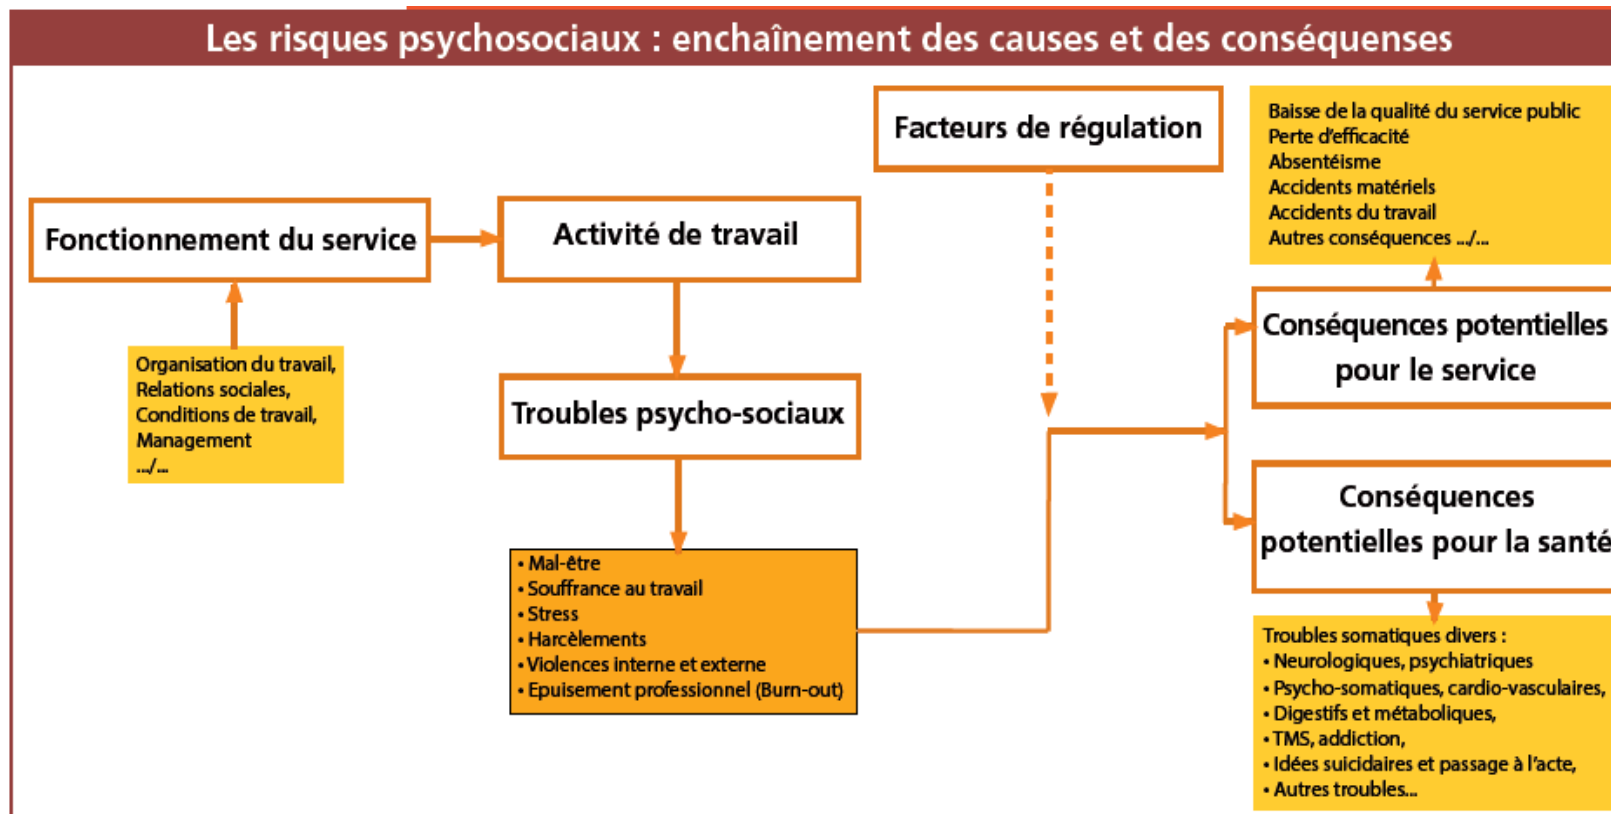 Les risques psychosociaux : enchaînement des causes et des conséquenses
Fonctionnement du service
Organisation du travail,
Relations sociales,
Conditions de travail,
Management
.../...
Activité de travail
Troubles psycho-sociaux
• Mal-être
• Souffrance au travail
• Stress
• Harcèlements
• Violences interne et externe
• Epuisement professionnel (Burn-out)
Facteurs de régulation
Baisse de la qualité du service public
Perte d'efficacité
Absentéisme
Accidents matériels
Accidents du travail
Autres conséquences .../...
Conséquences potentielles
pour le service
Conséquences
potentielles pour la santé
Troubles somatiques divers :
• Neurologiques, psychiatriques
• Psycho-somatiques, cardio-vasculaires,
• Digestifs et métaboliques,
• TMS, addiction,
• Idées suicidaires et passage à l'acte,
• Autres troubles...